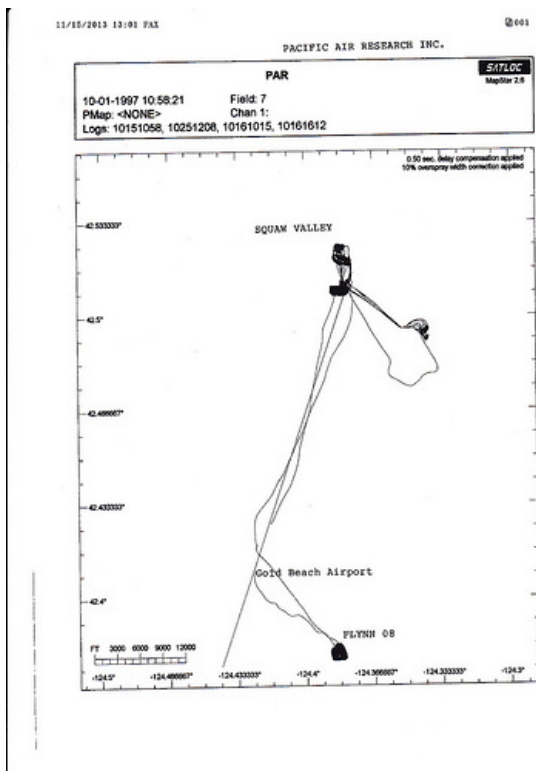 11/15/2013 13:01 FAX
001
PACIFIC AIR RESEARCH INC.
PAR
SATLOC
MapStar 2.6
10-01-1997 10:58:21 Field: 7
PMap: <NONE> Chan 1:
Logs: 10151058, 10251208, 10161015, 10161612
0.50 sec. delay compensation applied
10% overspray width correction applied
42.533333°
SQUAW VALLEY
42.5°
42.466667°
42.433333°
Gold Beach Airport
42.4°
FLYNN 08
FT 3000 6000 9000 12000
-124.5° -124.466667° -124.433333° -124.4° -124.366667° -124.333333° -124.3°